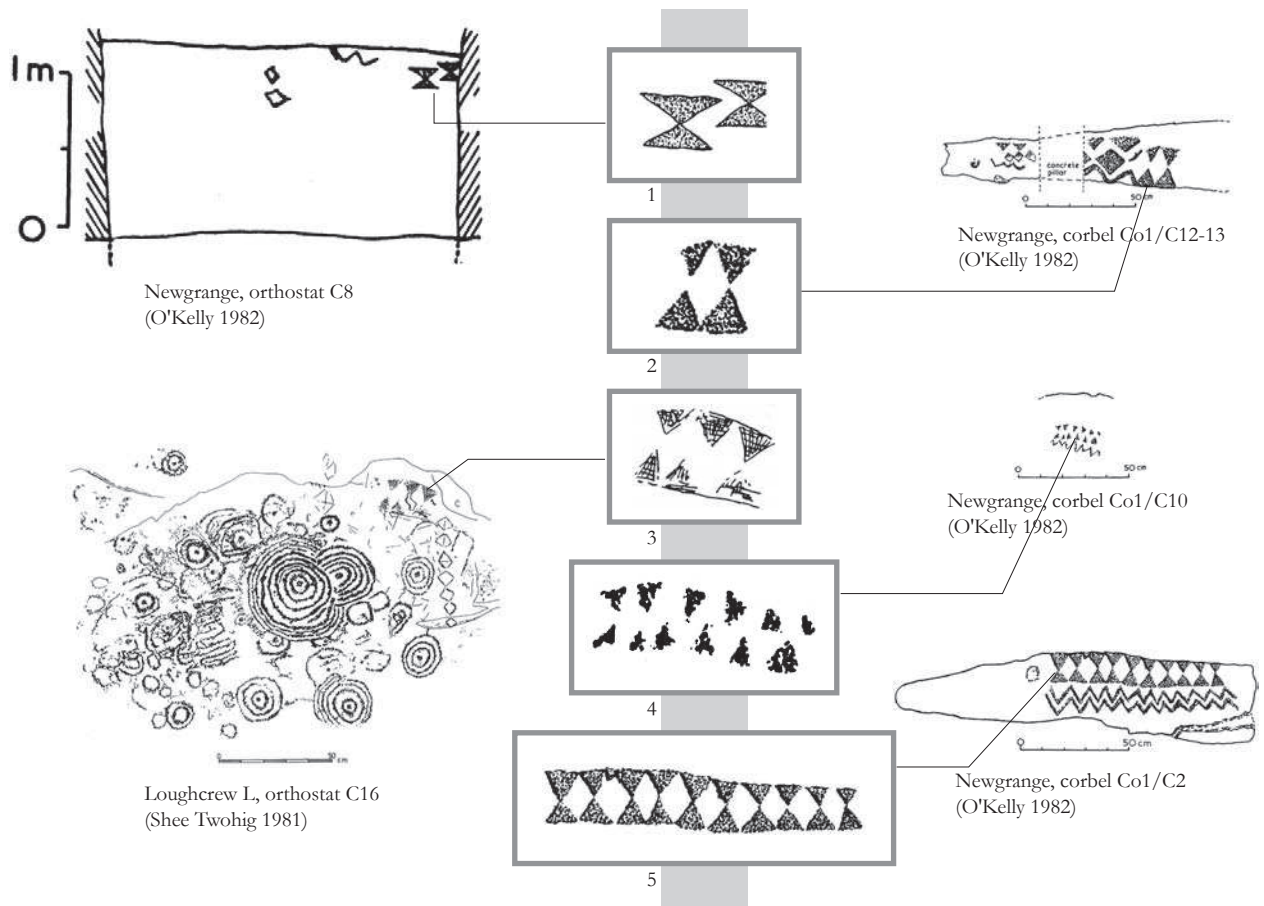 1m
0
Newgrange, orthostat C8
(O'Kelly 1982)
1
concrete
pillar
0
50 cm
Newgrange, corbel Co1/C12-13
(O'Kelly 1982)
2
0
50 cm
Newgrange, corbel Co1/C10
(O'Kelly 1982)
3
0
50
cm
Loughcrew L, orthostat C16
(Shee Twohig 1981)
4
0
50 cm
Newgrange, corbel Co1/C2
(O'Kelly 1982)
5